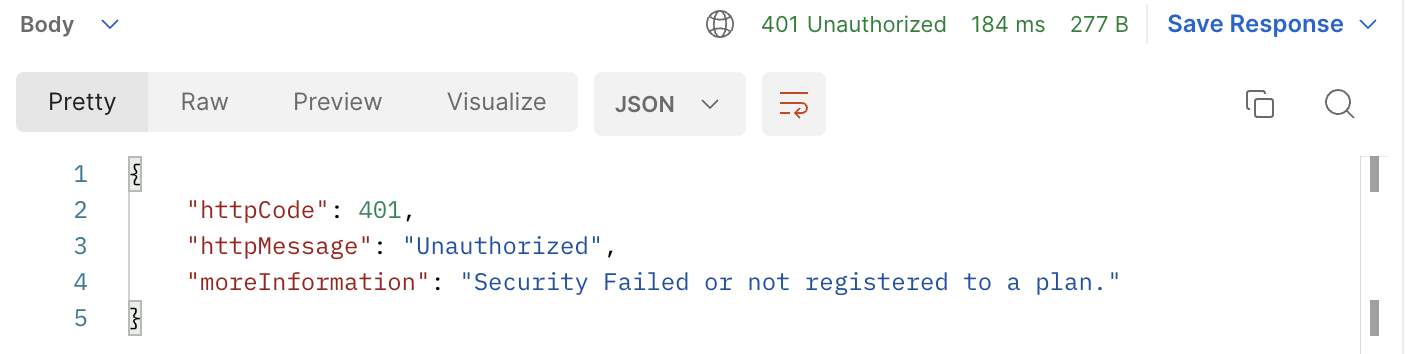 Body 401 Unauthorized 184 ms 277 B Save Response
Pretty Raw Preview Visualize JSON
1 {
2 "httpCode": 401,
3 "httpMessage": "Unauthorized",
4 "moreInformation": "Security Failed or not registered to a plan."
5 }